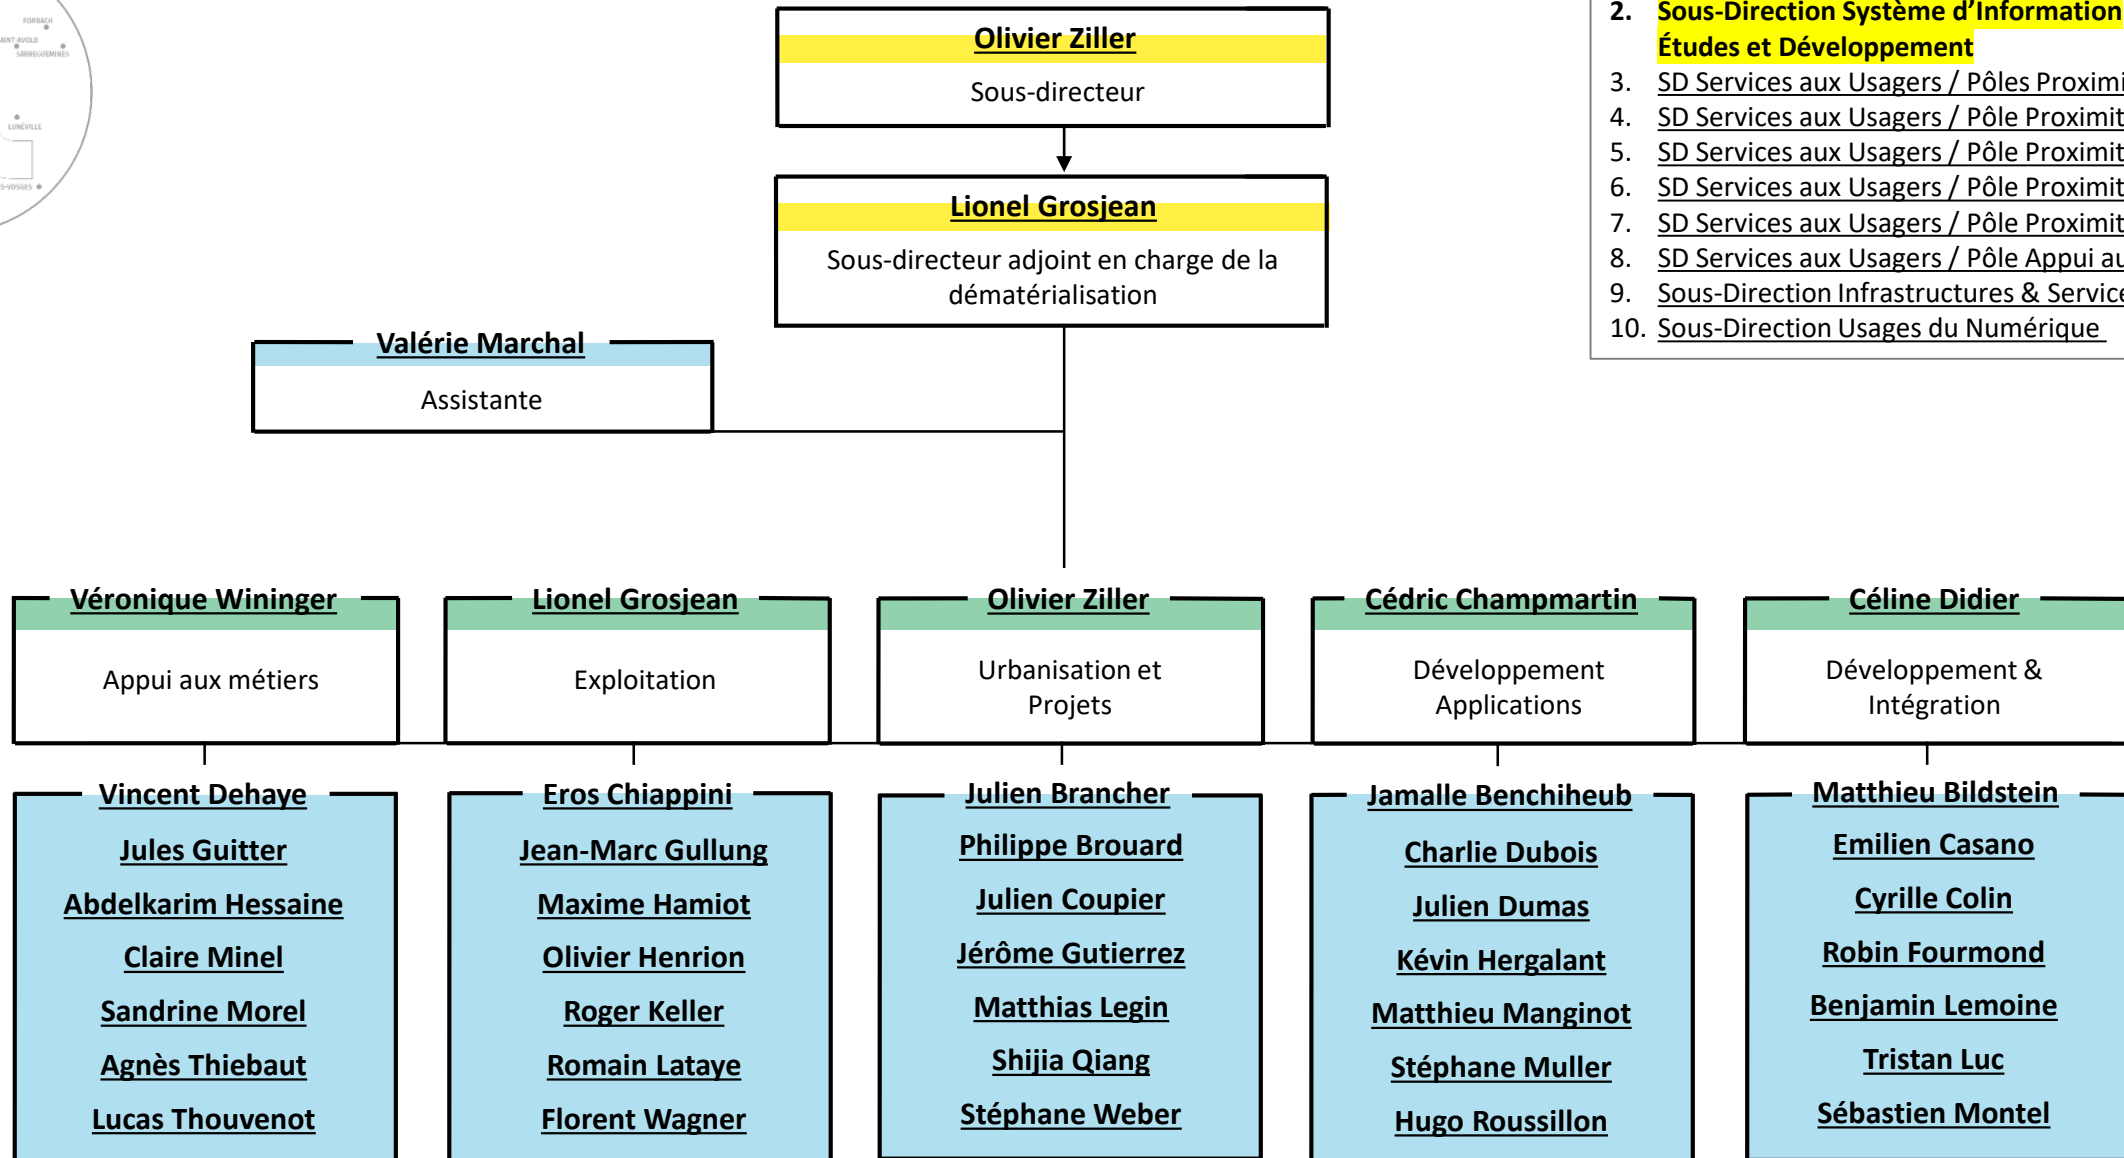 FORBACH
SARREGUEMINES
LUNÉVILLE
Olivier Ziller
Sous-directeur
Lionel Grosjean
Sous-directeur adjoint en charge de la
dématérialisation
Valérie Marchal
Assistante
2. Sous-Direction Système d’Information
Études et Développement
3. SD Services aux Usagers / Pôles
4. SD Services aux Usagers / Pôle
5. SD Services aux Usagers / Pôle
6. SD Services aux Usagers / Pôle
7. SD Services aux Usagers / Pôle
8. SD Services aux Usagers / Pôle Appui
9. Sous-Direction Infrastructures &
10. Sous-Direction Usages du Numérique
Véronique Wininger
Appui aux métiers
Vincent Dehaye
Jules Guitter
Abdelkarim Hessaine
Claire Minel
Sandrine Morel
Agnès Thiebaut
Lucas Thouvenot
Lionel Grosjean
Exploitation
Eros Chiappini
Jean-Marc Gullung
Maxime Hamiot
Olivier Henrion
Roger Keller
Romain Lataye
Florent Wagner
Olivier Ziller
Urbanisation et
Projets
Julien Brancher
Philippe Brouard
Julien Coupier
Jérôme Gutierrez
Matthias Legin
Shijia Qiang
Stéphane Weber
Cédric Champmartin
Développement
Applications
Jamalle Benchiheub
Charlie Dubois
Julien Dumas
Kévin Hergalant
Matthieu Manginot
Stéphane Muller
Hugo Roussillon
Céline Didier
Développement &
Intégration
Matthieu Bildstein
Emilien Casano
Cyrille Colin
Robin Fourmond
Benjamin Lemoine
Tristan Luc
Sébastien Montel